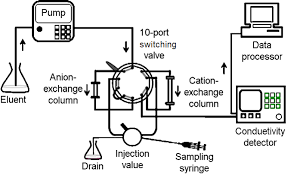 Pump
10-port
switching
valve
Data
processor
Eluent
Anion-
exchange
column
Cation-
exchange
column
Conduetivity
detector
Drain
Injection
value
Sampling
syringe